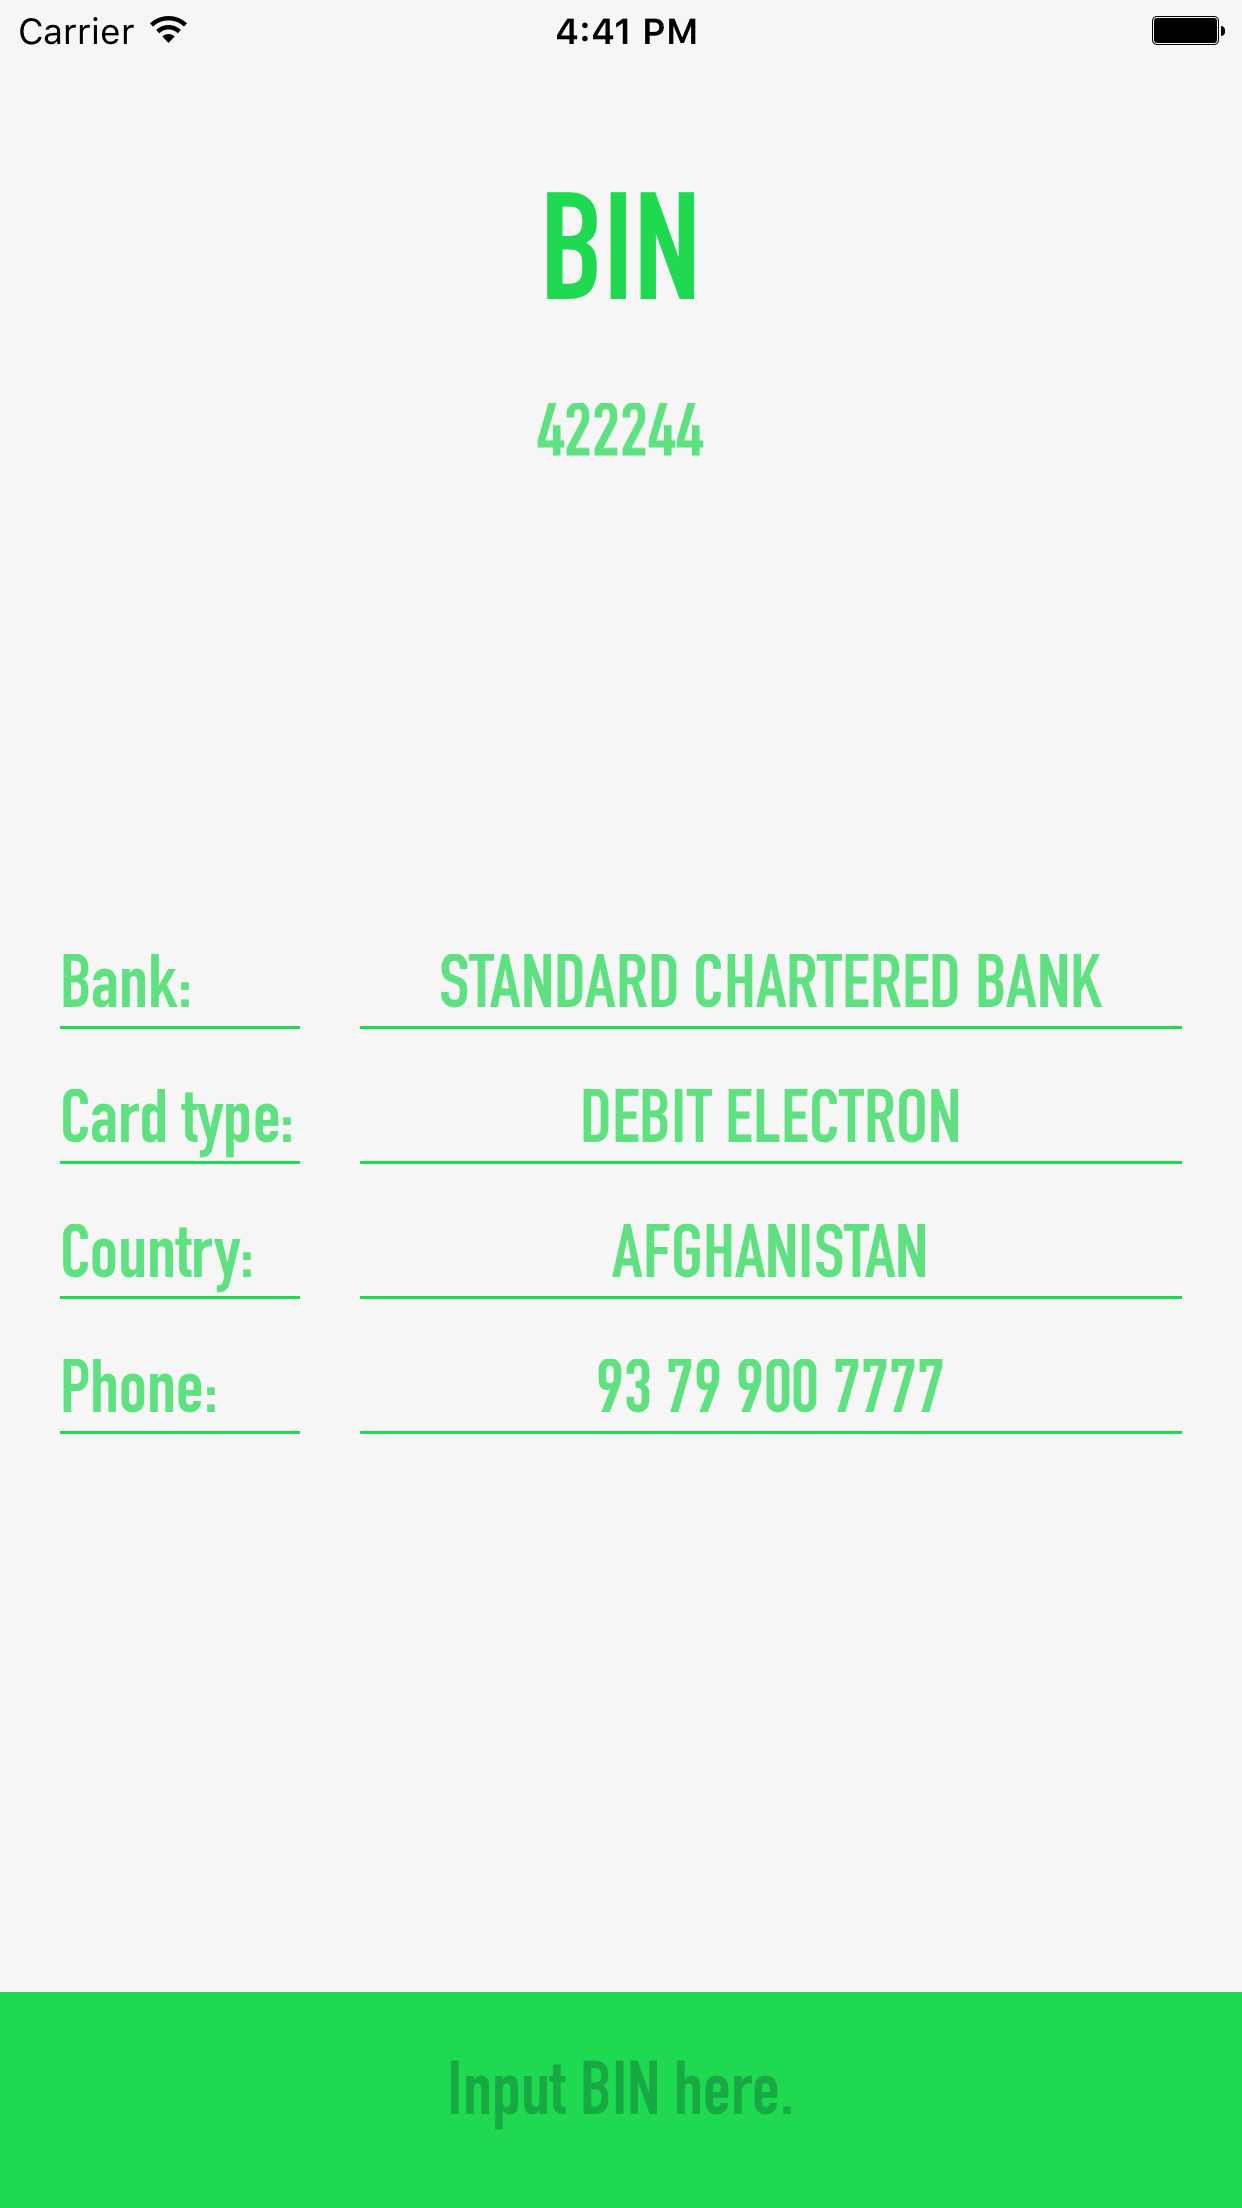 Carrier 4:41 PM
BIN
422244
Bank: STANDARD CHARTERED BANK
Card type: DEBIT ELECTRON
Country: AFGHANISTAN
Phone: 93 79 900 7777
Input BIN here.